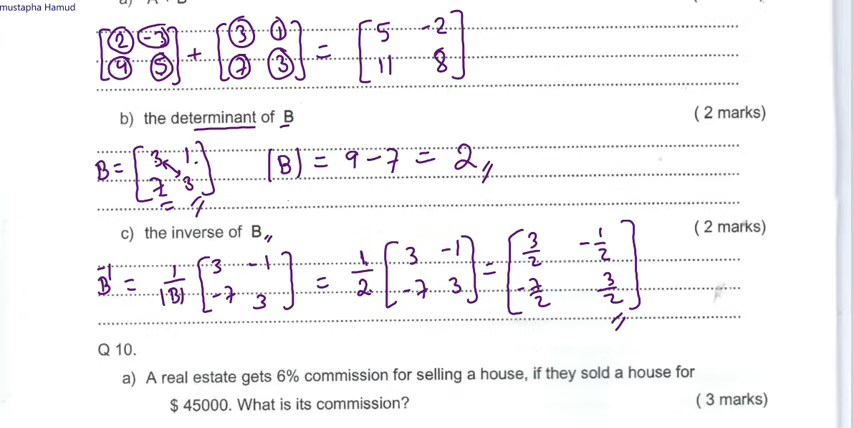 mustapha Hamud
a) A + B
[2 -3; 4 5] + [3 1; 7 3] = [5 -2; 11 8]
b) the determinant of B ( 2 marks)
B = [3 1; 7 3] |B| = 9 - 7 = 2
c) the inverse of B ( 2 marks)
B⁻¹ = 1/|B| [3 -1; -7 3] = 1/2 [3 -1; -7 3] = [3/2 -1/2; -7/2 3/2]
Q 10.
a) A real estate gets 6% commission for selling a house, if they sold a house for
$ 45000. What is its commission? ( 3 marks)